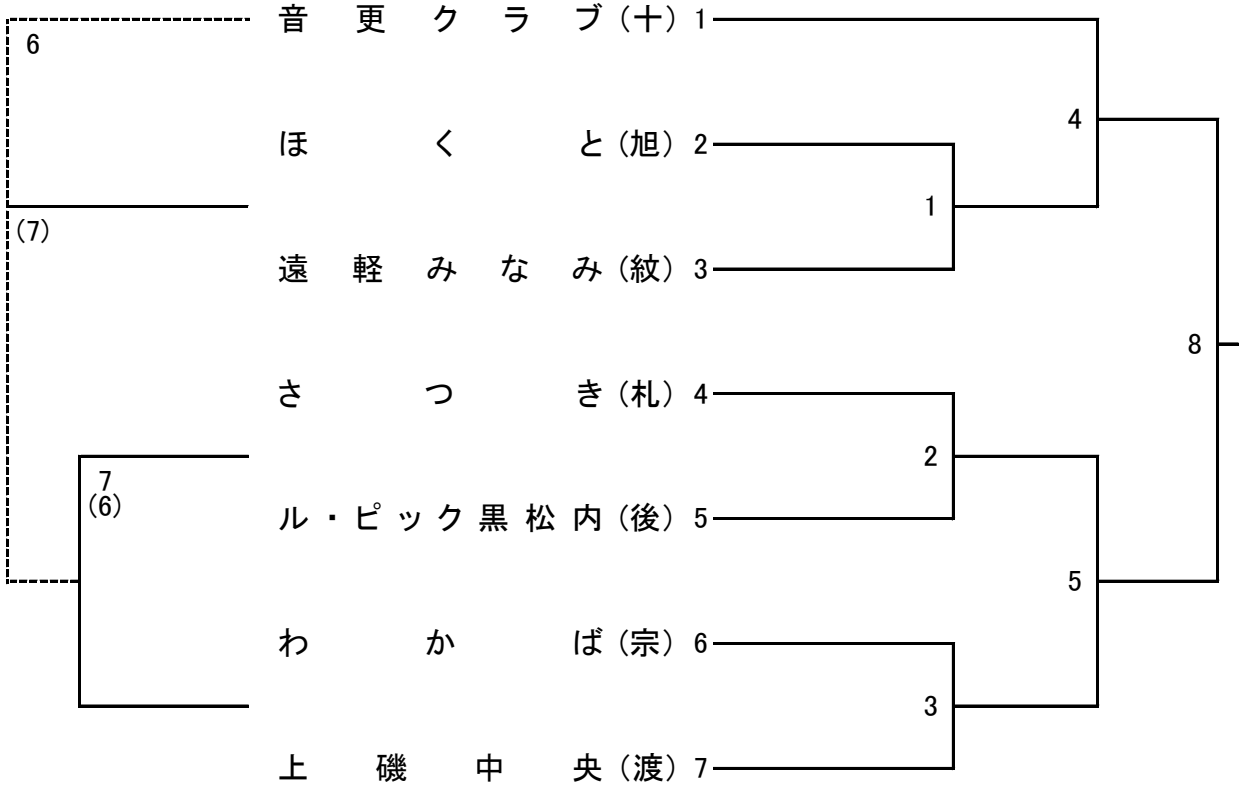 音更クラブ(十) 1
6
4
ほくと(旭) 2
1
(7)
遠軽みなみ(紋) 3
8
さつき(札) 4
2
7
(6)
ル・ピック黒松内(後) 5
5
わかば(宗) 6
3
上磯中央(渡) 7